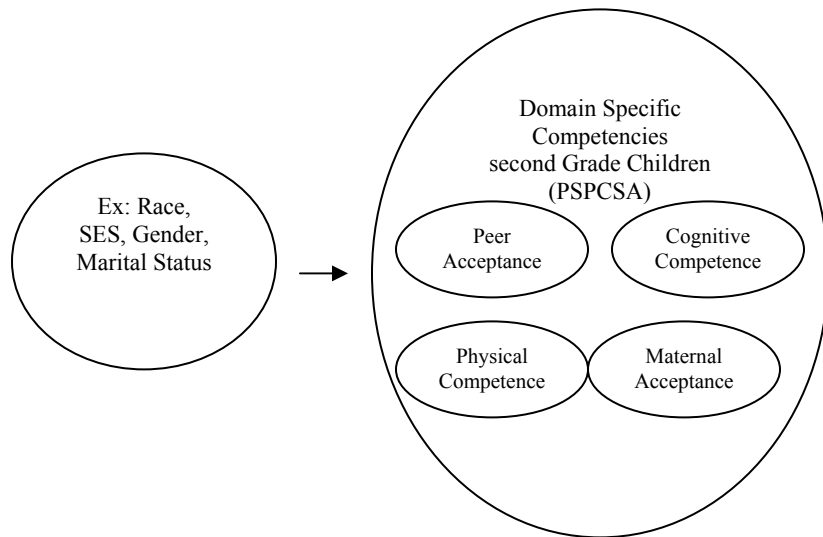 Ex: Race,
SES, Gender,
Marital Status
Domain Specific
Competencies
second Grade Children
(PSPCSA)
Peer
Acceptance
Cognitive
Competence
Physical
Competence
Maternal
Acceptance